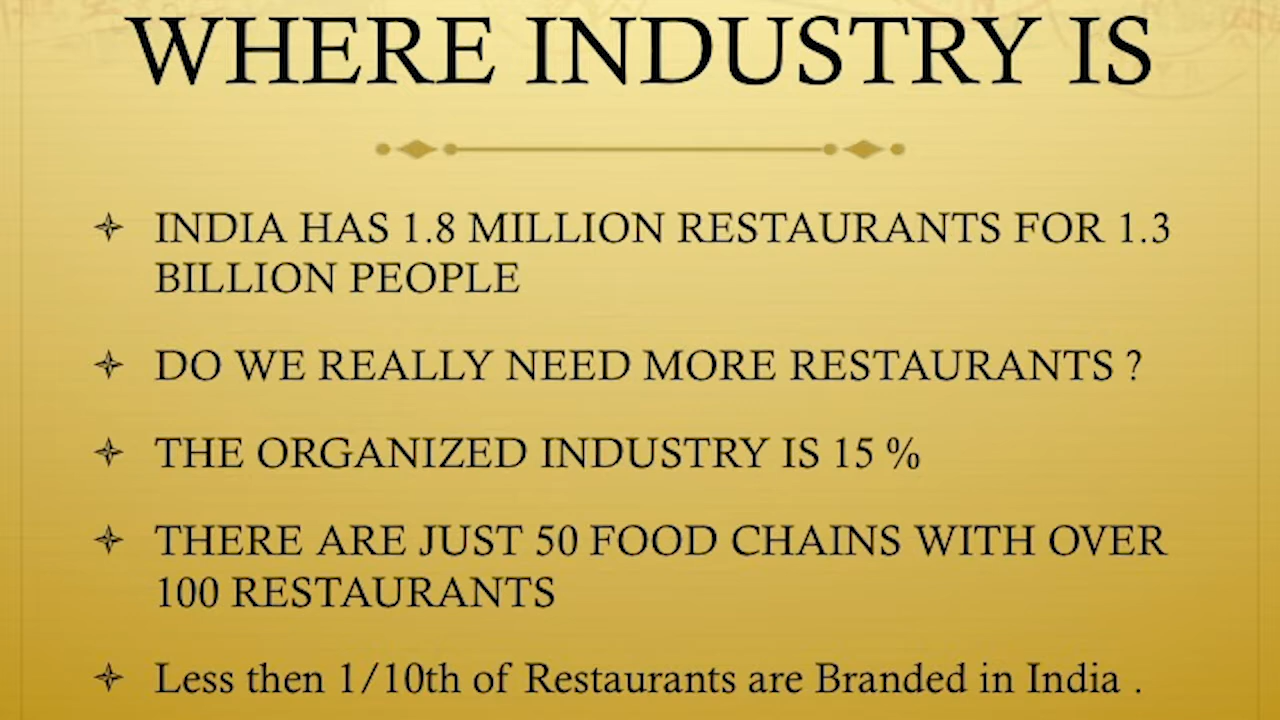 WHERE INDUSTRY IS
INDIA HAS 1.8 MILLION RESTAURANTS FOR 1.3
BILLION PEOPLE
DO WE REALLY NEED MORE RESTAURANTS ?
THE ORGANIZED INDUSTRY IS 15 %
THERE ARE JUST 50 FOOD CHAINS WITH OVER
100 RESTAURANTS
Less then 1/10th of Restaurants are Branded in India .